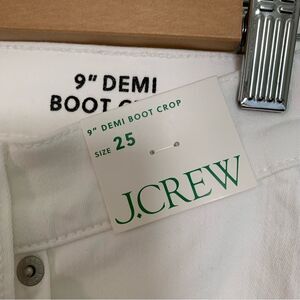 9" DEMI
BOOT
9" DEMI BOOT CROP
SIZE 25
J.CREW